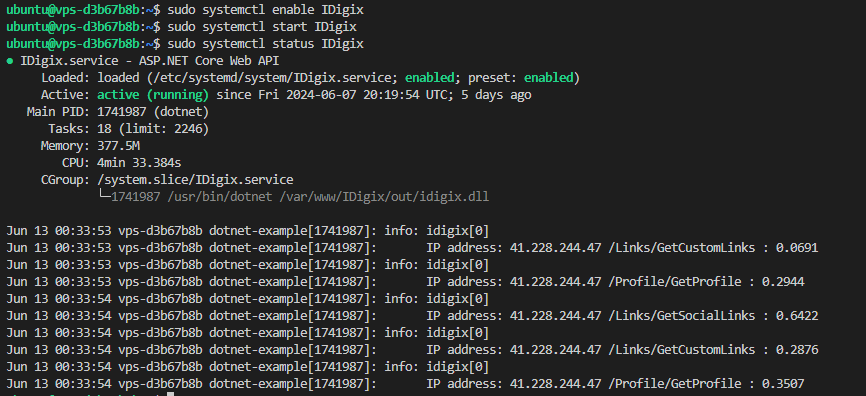 ubuntu@vps-d3b67b8b:~$ sudo systemctl enable IDigix
ubuntu@vps-d3b67b8b:~$ sudo systemctl start IDigix
ubuntu@vps-d3b67b8b:~$ sudo systemctl status IDigix
● IDigix.service - ASP.NET Core Web API
Loaded: loaded (/etc/systemd/system/IDigix.service; enabled; preset: enabled)
Active: active (running) since Fri 2024-06-07 20:19:54 UTC; 5 days ago
Main PID: 1741987 (dotnet)
Tasks: 18 (limit: 2246)
Memory: 377.5M
CPU: 4min 33.384s
CGroup: /system.slice/IDigix.service
└─1741987 /usr/bin/dotnet /var/www/IDigix/out/idigix.dll
Jun 13 00:33:53 vps-d3b67b8b dotnet-example[1741987]: info: idigix[0]
Jun 13 00:33:53 vps-d3b67b8b dotnet-example[1741987]: IP address: 41.228.244.47 /Links/GetCustomLinks : 0.0691
Jun 13 00:33:53 vps-d3b67b8b dotnet-example[1741987]: info: idigix[0]
Jun 13 00:33:53 vps-d3b67b8b dotnet-example[1741987]: IP address: 41.228.244.47 /Profile/GetProfile : 0.2944
Jun 13 00:33:54 vps-d3b67b8b dotnet-example[1741987]: info: idigix[0]
Jun 13 00:33:54 vps-d3b67b8b dotnet-example[1741987]: IP address: 41.228.244.47 /Links/GetSocialLinks : 0.6422
Jun 13 00:33:54 vps-d3b67b8b dotnet-example[1741987]: info: idigix[0]
Jun 13 00:33:54 vps-d3b67b8b dotnet-example[1741987]: IP address: 41.228.244.47 /Links/GetCustomLinks : 0.2876
Jun 13 00:33:54 vps-d3b67b8b dotnet-example[1741987]: info: idigix[0]
Jun 13 00:33:54 vps-d3b67b8b dotnet-example[1741987]: IP address: 41.228.244.47 /Profile/GetProfile : 0.3507